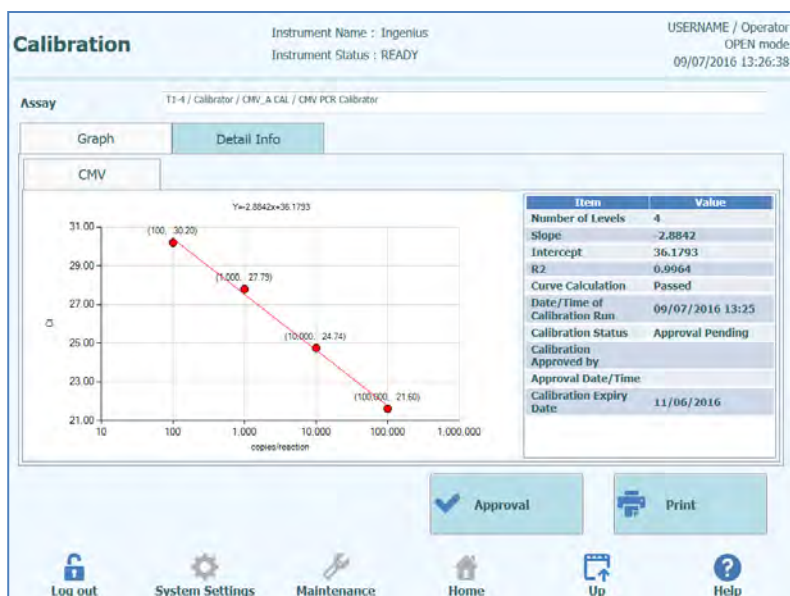 Calibration
Instrument Name : Ingenius
Instrument Status : READY
USERNAME / Operator
OPEN mode
09/07/2016 13:26:38
Assay
T1-4 / Calibrator / CMV_A CAL / CMV PCR Calibrator
Graph
Detail Info
CMV
Y=-2.8842x+36.1793
31.00
29.00
27.00
25.00
23.00
21.00
Ct
(100, 30.20)
(1.000, 27.79)
(10.000, 24.74)
(100.000, 21.60)
10
100
1.000
10.000
100.000
1.000.000
copies/reaction
Item Value
Number of Levels 4
Slope -2.8842
Intercept 36.1793
R2 0.9964
Curve Calculation Passed
Date/Time of
Calibration Run 09/07/2016 13:25
Calibration Status Approval Pending
Calibration
Approved by
Approval Date/Time
Calibration Expiry
Date 11/06/2016
Approval
Print
Log out
System Settings
Maintenance
Home
Up
Help